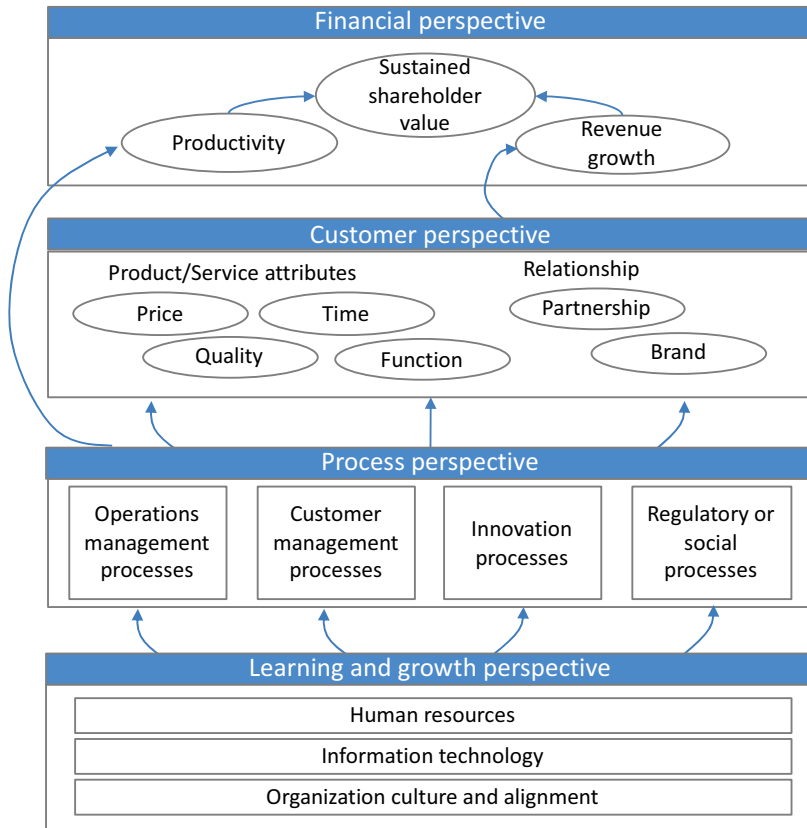 Financial perspective
Sustained
shareholder
value
Productivity
Revenue
growth
Customer perspective
Product/Service attributes
Relationship
Price
Time
Partnership
Quality
Function
Brand
Process perspective
Operations
management
processes
Customer
management
processes
Innovation
processes
Regulatory or
social
processes
Learning and growth perspective
Human resources
Information technology
Organization culture and alignment